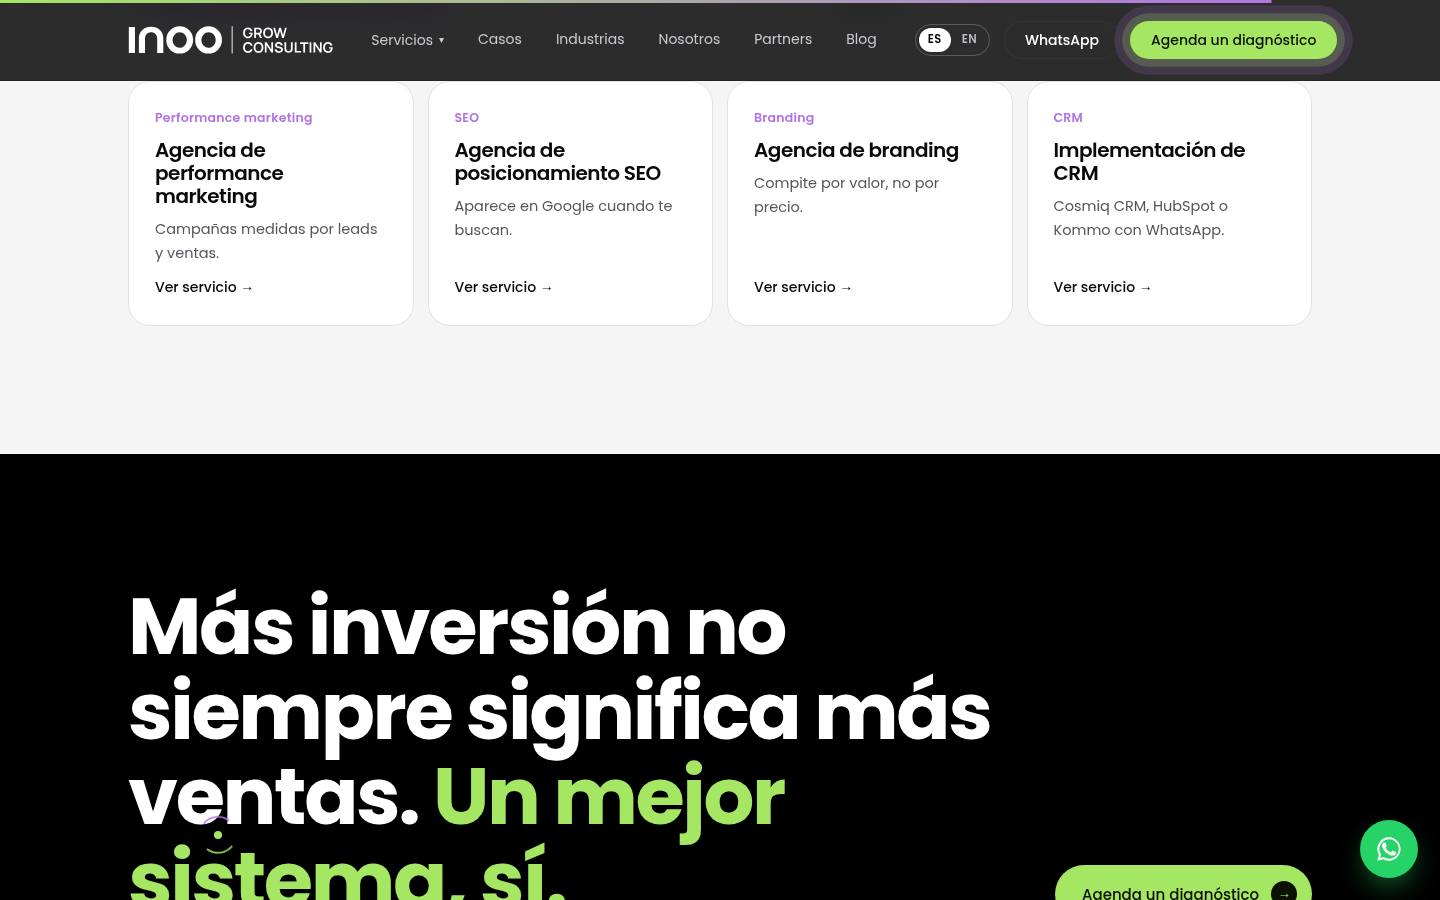 INOO GROW CONSULTING
Servicios ▾ Casos Industrias Nosotros Partners Blog ES EN WhatsApp Agenda un diagnóstico
Performance marketing
Agencia de
performance
marketing
Campañas medidas por leads
y ventas.
Ver servicio →
SEO
Agencia de
posicionamiento SEO
Aparece en Google cuando te
buscan.
Ver servicio →
Branding
Agencia de branding
Compite por valor, no por
precio.
Ver servicio →
CRM
Implementación de
CRM
Cosmiq CRM, HubSpot o
Kommo con WhatsApp.
Ver servicio →
Más inversión no
siempre significa más
ventas. Un mejor
sistema, sí.
Agenda un diagnóstico →